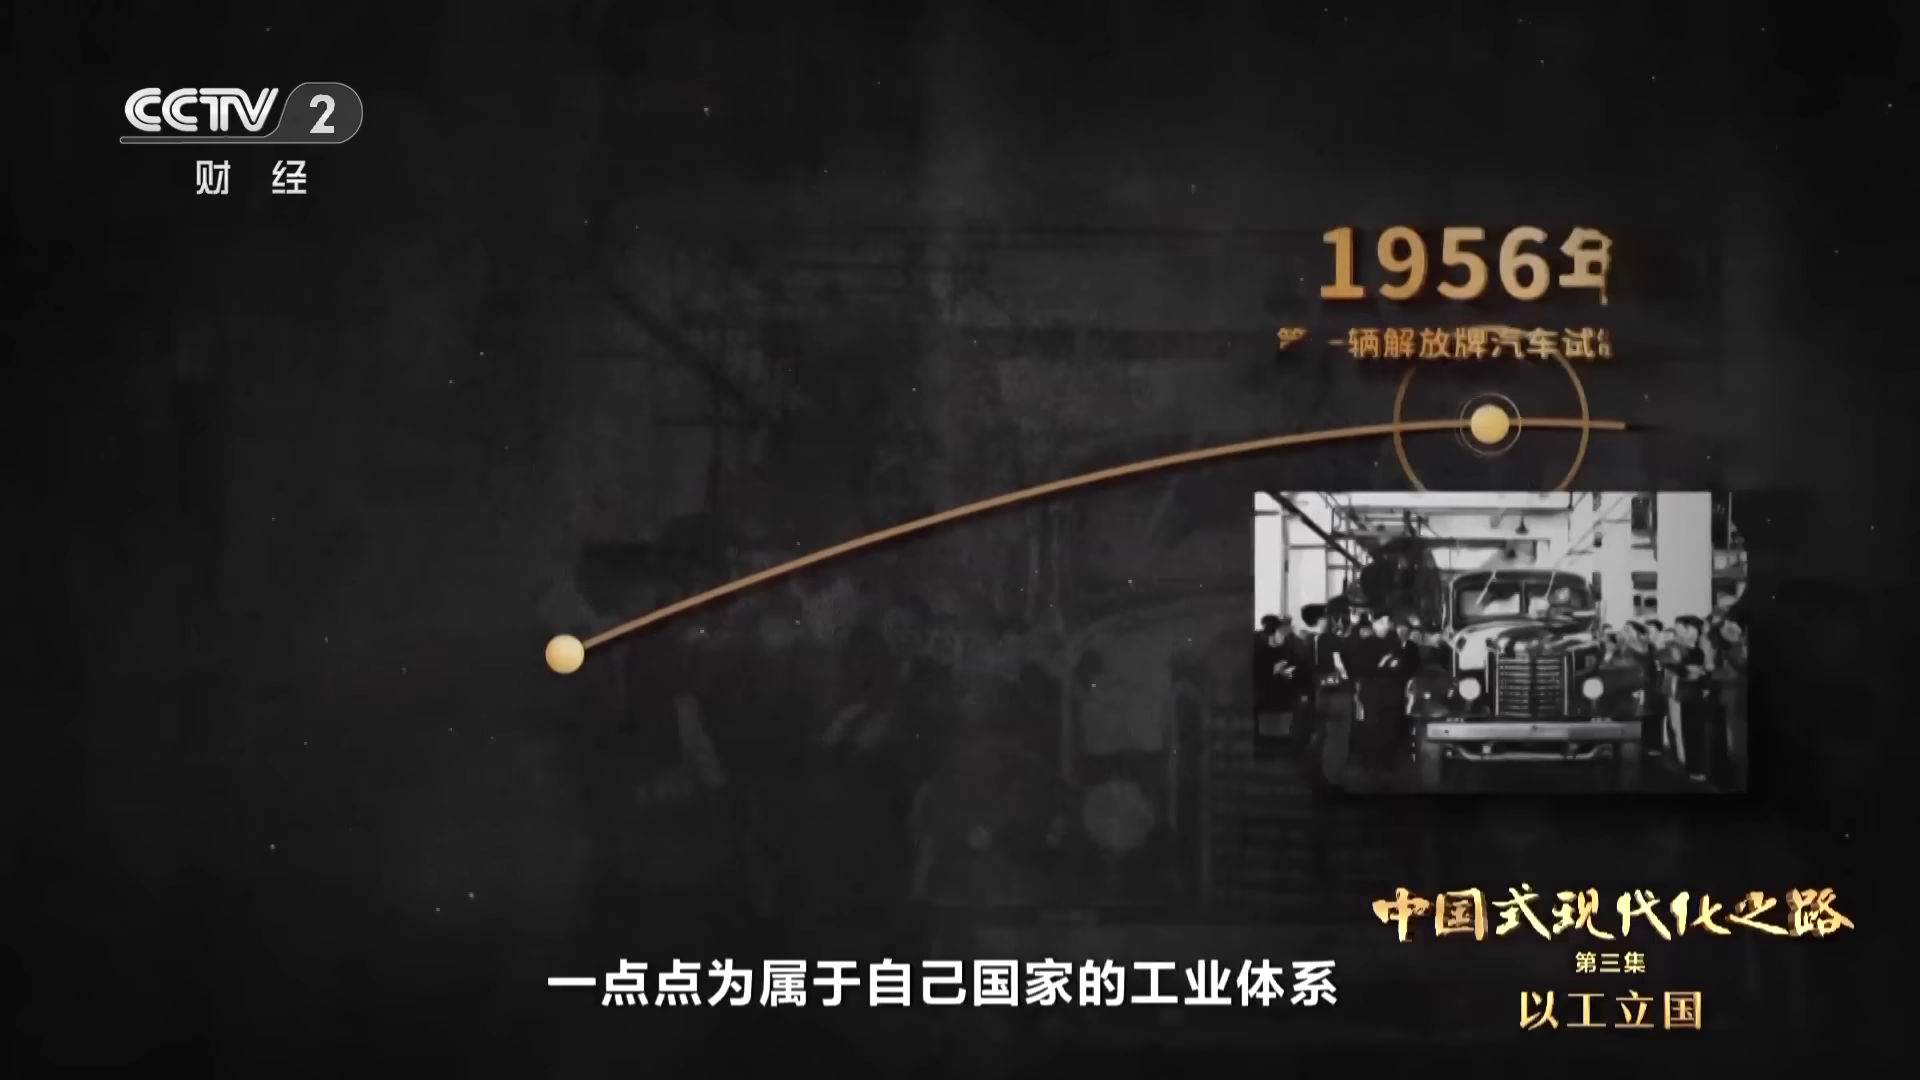 CCTV 2
财 经
1956年
一辆解放牌汽车试
一点点为属于自己国家的工业体系
中国式现代化之路
第三集
以工立国